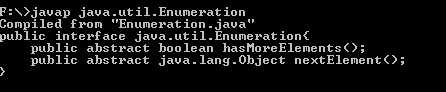 F:\>javap java.util.Enumeration
Compiled from "Enumeration.java"
public interface java.util.Enumeration{
    public abstract boolean hasMoreElements();
    public abstract java.lang.Object nextElement();
}